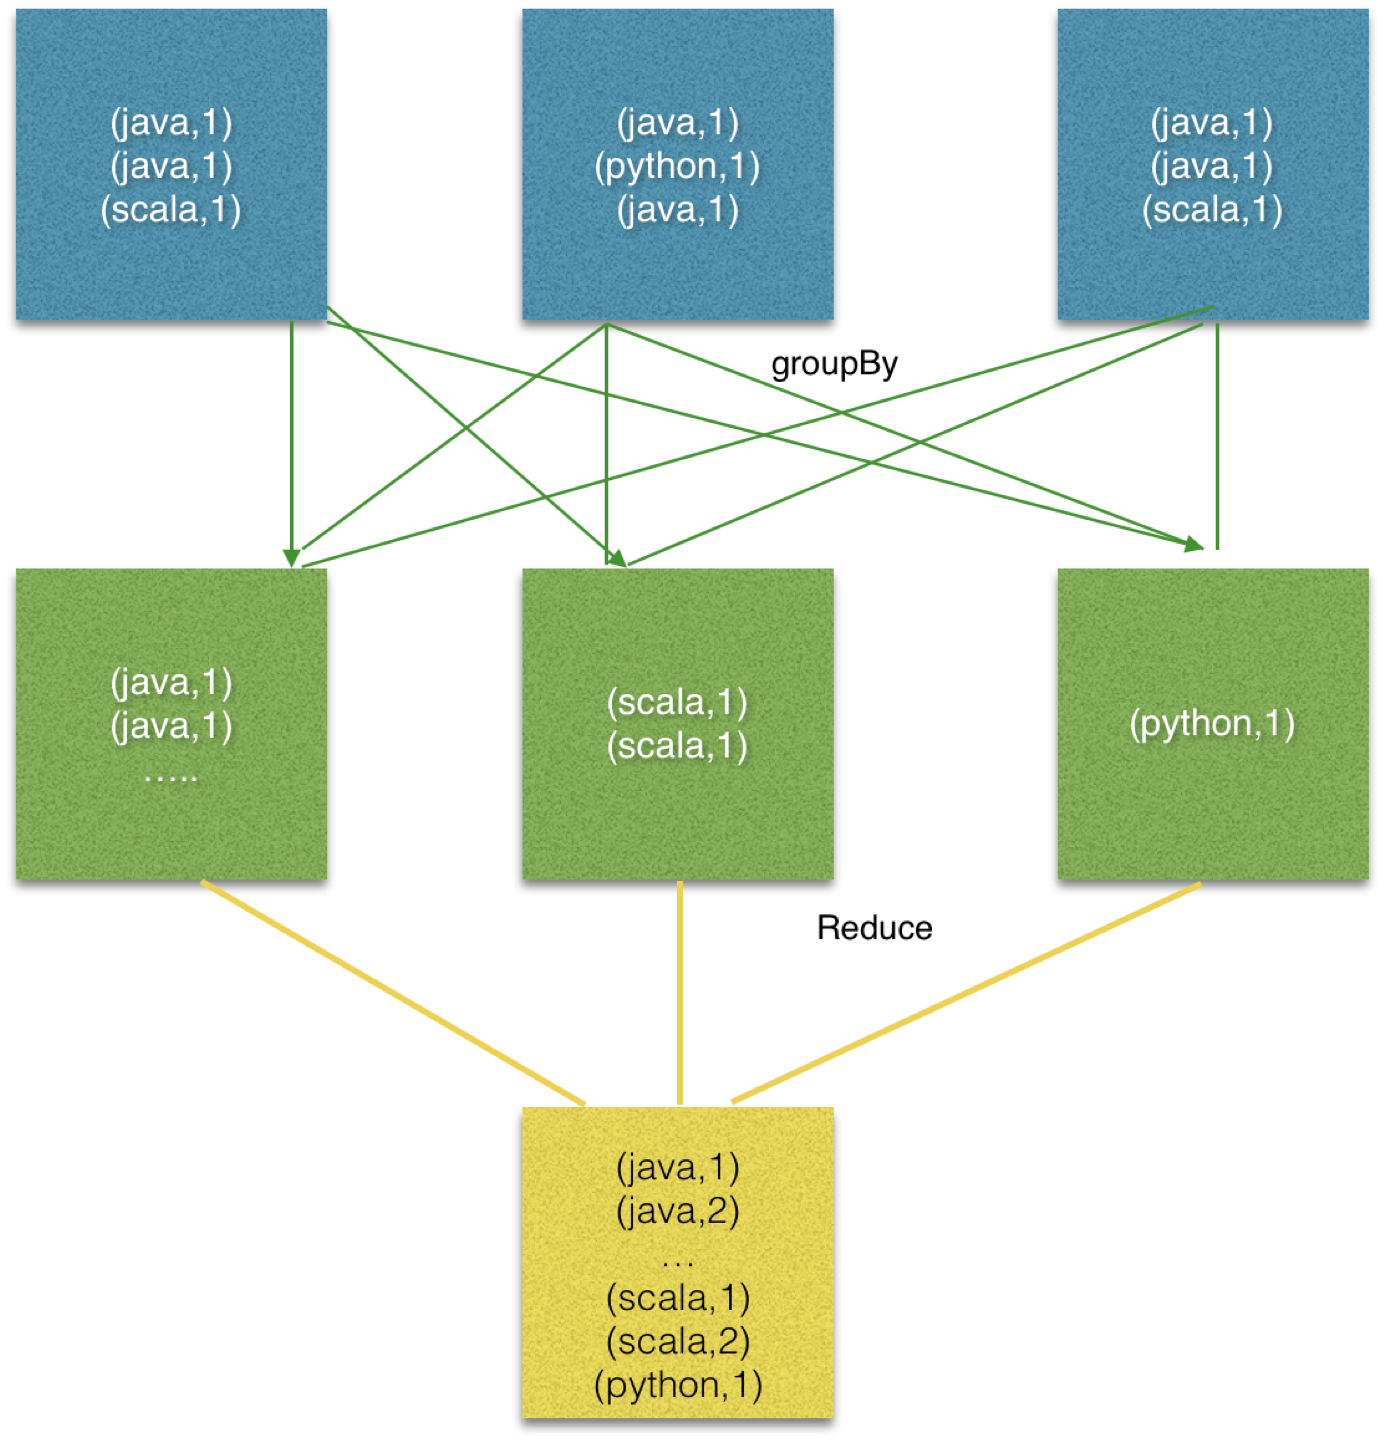 (java,1)
(java,1)
(scala,1)
(java,1)
(python,1)
(java,1)
(java,1)
(java,1)
(scala,1)
groupBy
(java,1)
(java,1)
.....
(scala,1)
(scala,1)
(python,1)
Reduce
(java,1)
(java,2)
...
(scala,1)
(scala,2)
(python,1)